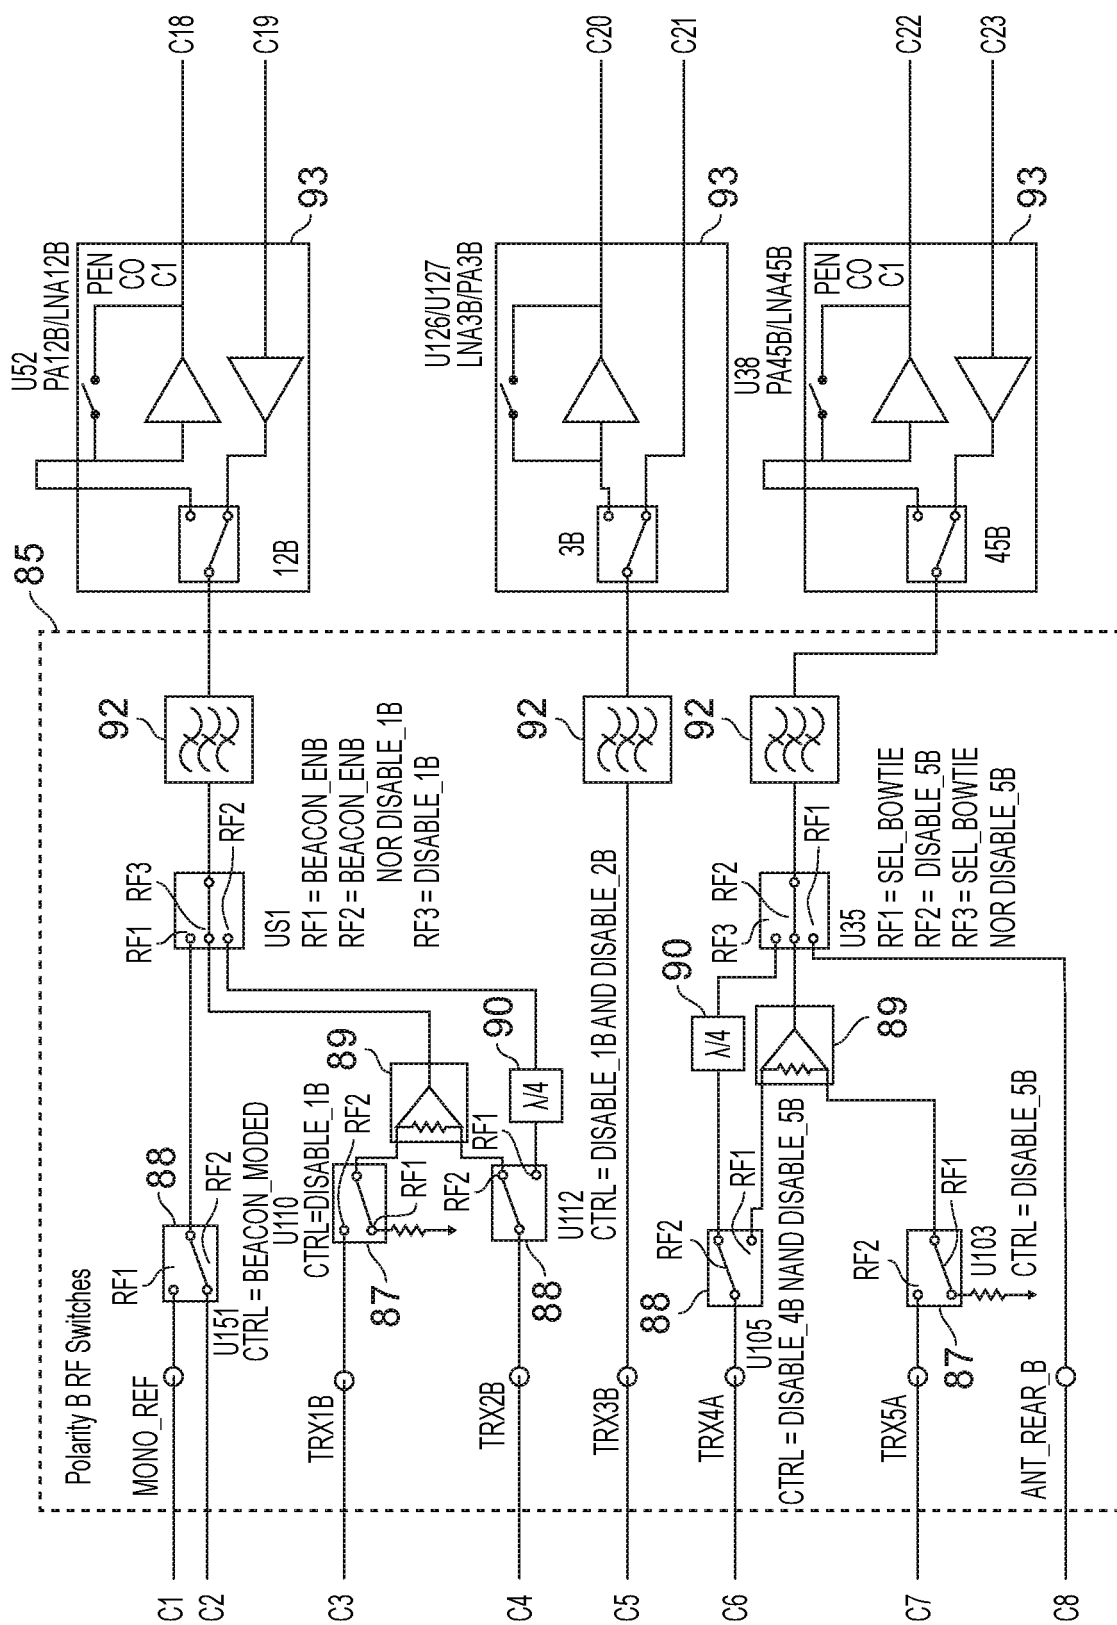 Polarity B RF Switches
85
C1
MONO_REF
C2
RF1
88
RF2
U151
CTRL = BEACON_MODED
RF1
RF3
RF2
US1
RF1 = BEACON_ENB
RF2 = BEACON_ENB
NOR DISABLE_1B
RF3 = DISABLE_1B
92
12B
U52
PA12B/LNA12B
PEN
CO
C1
93
C18
C19
C3
TRX1B
U110
CTRL=DISABLE_1B
RF2
RF1
87
89
C4
TRX2B
RF2
RF1
88
90
λ/4
U112
CTRL = DISABLE_1B AND DISABLE_2B
C5
TRX3B
92
3B
U126/U127
LNA3B/PA3B
93
C20
C21
C6
TRX4A
88
RF2
RF1
U105
CTRL = DISABLE_4B NAND DISABLE_5B
90
λ/4
89
RF3
RF2
RF1
U35
RF1 = SEL_BOWTIE
RF2 = DISABLE_5B
RF3 = SEL_BOWTIE
NOR DISABLE_5B
92
45B
U38
PA45B/LNA45B
PEN
CO
C1
93
C22
C23
C7
TRX5A
RF2
RF1
87
U103
CTRL = DISABLE_5B
C8
ANT_REAR_B